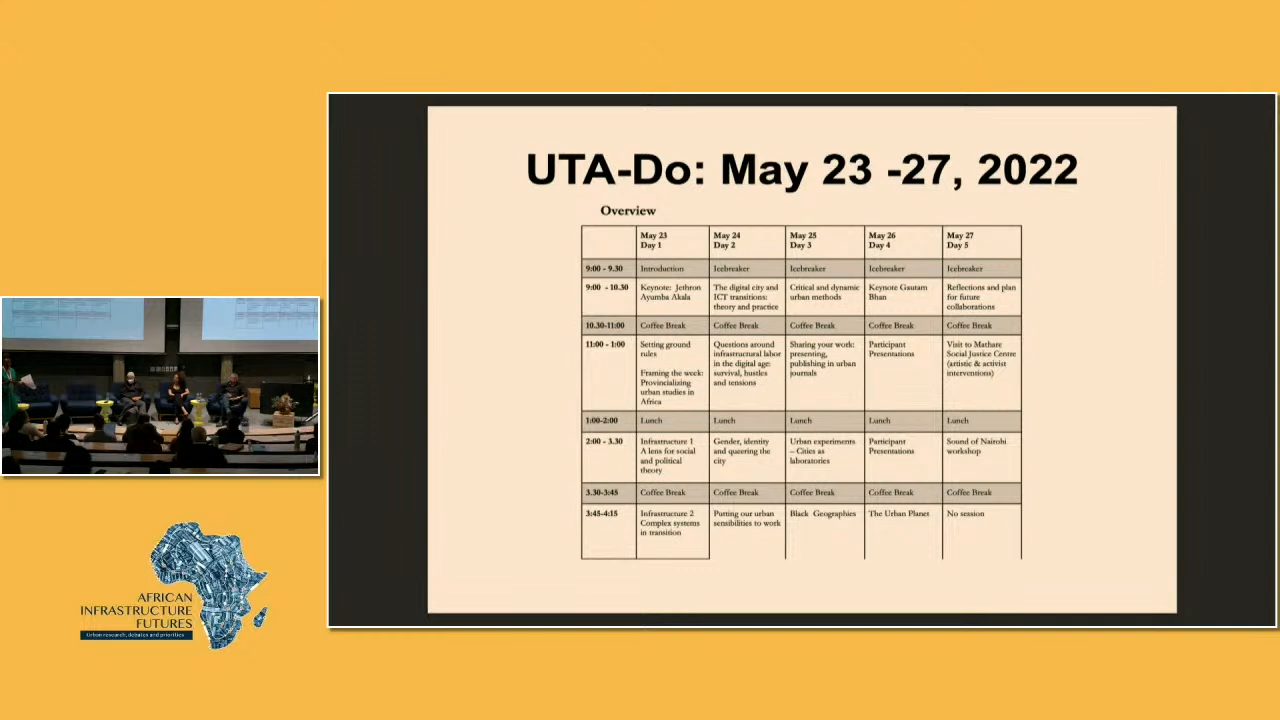 UTA-Do: May 23 -27, 2022
Overview
May 23
Day 1
May 24
Day 2
May 25
Day 3
May 26
Day 4
May 27
Day 5
9:00 - 9.30
Introduction
Icebreaker
Icebreaker
Icebreaker
Icebreaker
9:00 - 10.30
Keynote: Jethron
Ayumba Akala
The digital city and
ICT transitions:
theory and practice
Critical and dynamic
urban methods
Keynote Gautam
Bhan
Reflections and plan
for future
collaborations
10.30-11:00
Coffee Break
Coffee Break
Coffee Break
Coffee Break
Coffee Break
11:00 - 1:00
Setting ground
rules
Framing the week:
Provincializing
urban studies in
Africa
Questions around
infrastructural labor
in the digital age:
survival, hustles
and tensions
Sharing your work:
presenting,
publishing in urban
journals
Participant
Presentations
Visit to Mathare
Social Justice Centre
(artistic & activist
interventions)
1:00-2:00
Lunch
Lunch
Lunch
Lunch
Lunch
2:00 - 3.30
Infrastructure 1
A lens for social
and political
theory
Gender, identity
and queering the
city
Urban experiments
– Cities as
laboratories
Participant
Presentations
Sound of Nairobi
workshop
3.30-3:45
Coffee Break
Coffee Break
Coffee Break
Coffee Break
Coffee Break
3:45-4:15
Infrastructure 2
Complex systems
in transition
Putting our urban
sensibilities to work
Black Geographies
The Urban Planet
No session
AFRICAN
INFRASTRUCTURE
FUTURES
Urban research, debates and priorities